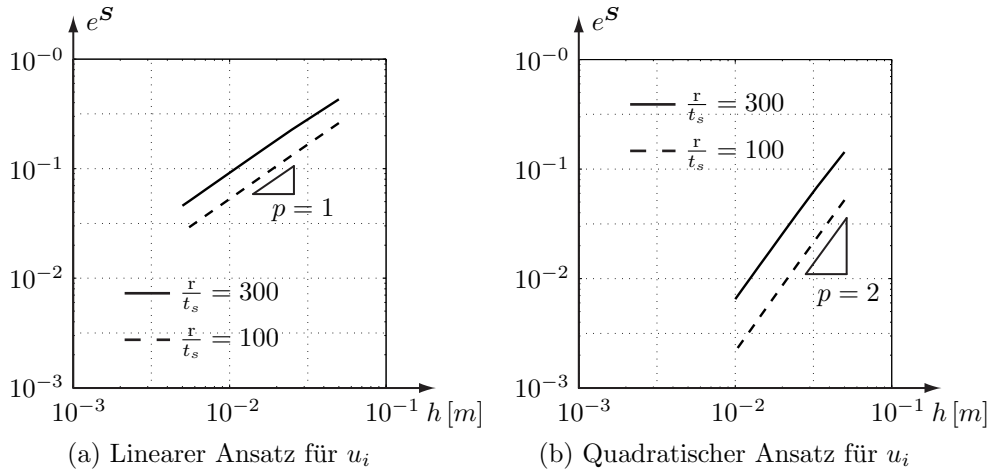 e^S
10^{-0}
10^{-1}
10^{-2}
10^{-3}
r/t_s = 300
r/t_s = 100
p = 1
10^{-3} 10^{-2} 10^{-1} h [m]
(a) Linearer Ansatz für u_i
e^S
10^{-0}
10^{-1}
10^{-2}
10^{-3}
r/t_s = 300
r/t_s = 100
p = 2
10^{-3} 10^{-2} 10^{-1} h [m]
(b) Quadratischer Ansatz für u_i